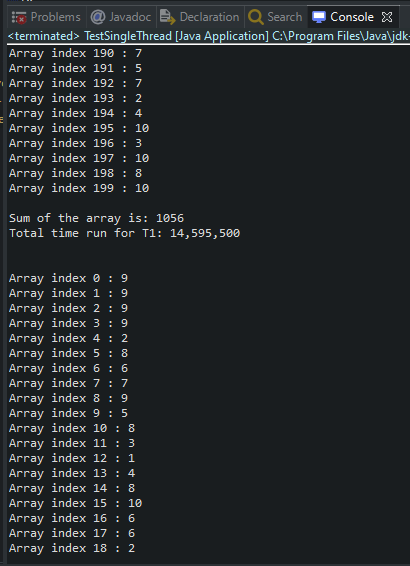 Problems Javadoc Declaration Search Console
<terminated> TestSingleThread [Java Application] C:\Program Files\Java\jdk-
Array index 190 : 7
Array index 191 : 5
Array index 192 : 7
Array index 193 : 2
Array index 194 : 4
Array index 195 : 10
Array index 196 : 3
Array index 197 : 10
Array index 198 : 8
Array index 199 : 10
Sum of the array is: 1056
Total time run for T1: 14,595,500
Array index 0 : 9
Array index 1 : 9
Array index 2 : 9
Array index 3 : 9
Array index 4 : 2
Array index 5 : 8
Array index 6 : 6
Array index 7 : 7
Array index 8 : 9
Array index 9 : 5
Array index 10 : 8
Array index 11 : 3
Array index 12 : 1
Array index 13 : 4
Array index 14 : 8
Array index 15 : 10
Array index 16 : 6
Array index 17 : 6
Array index 18 : 2